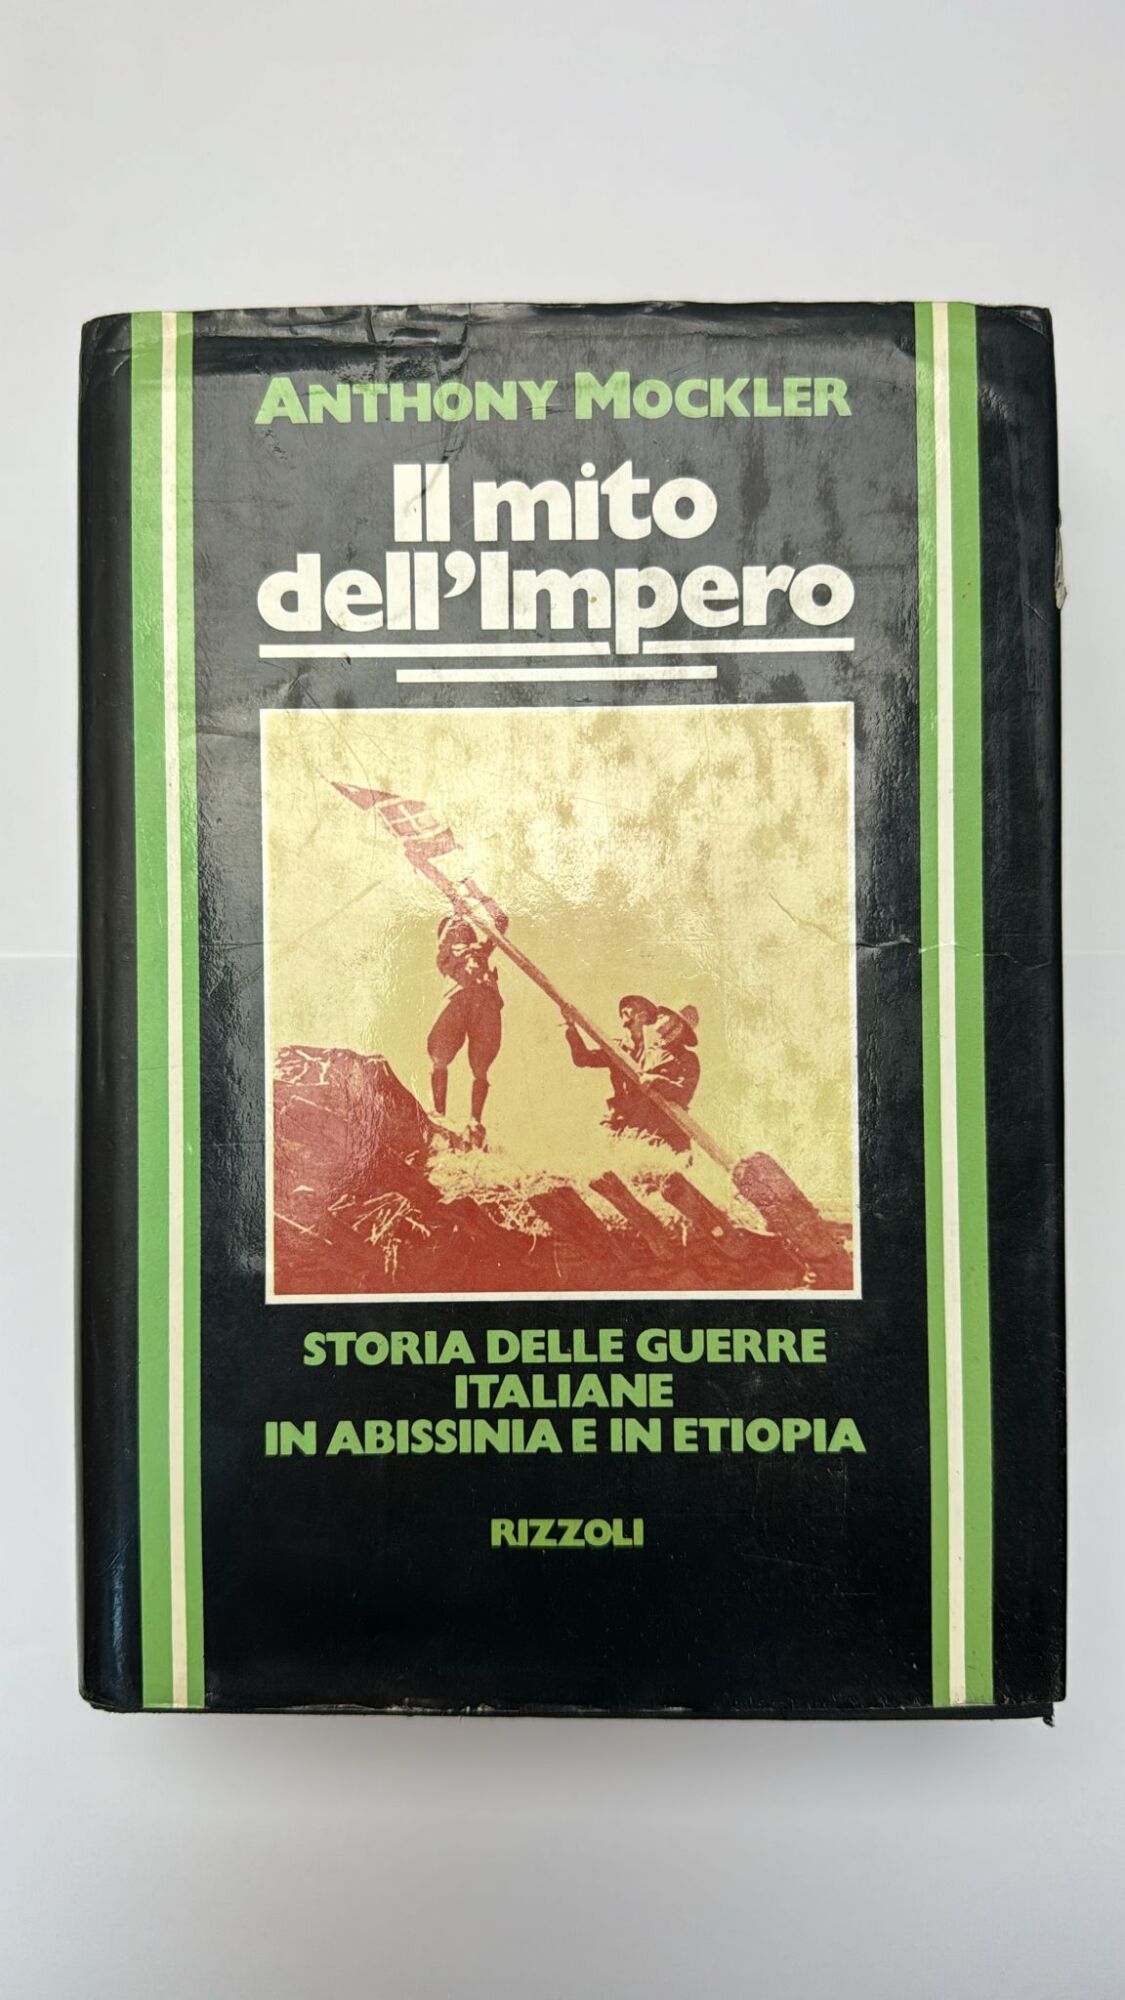 ANTHONY MOCKLER
Il mito
dell'Impero
STORIA DELLE GUERRE
ITALIANE
IN ABISSINIA E IN ETIOPIA
RIZZOLI